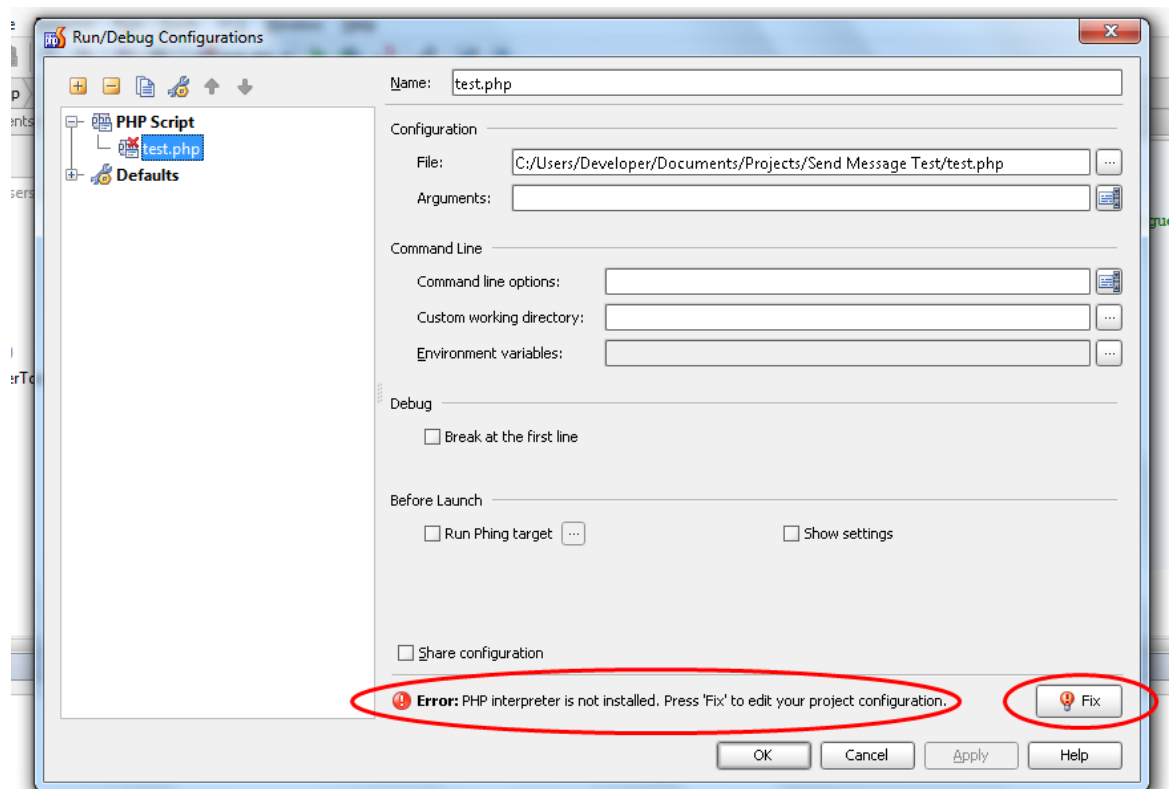 Run/Debug Configurations
Name: test.php
PHP Script
test.php
Defaults
Configuration
File: C:/Users/Developer/Documents/Projects/Send Message Test/test.php
Arguments:
Command Line
Command line options:
Custom working directory:
Environment variables:
Debug
Break at the first line
Before Launch
Run Phing target
Show settings
Share configuration
Error: PHP interpreter is not installed. Press 'Fix' to edit your project configuration.
Fix
OK
Cancel
Apply
Help